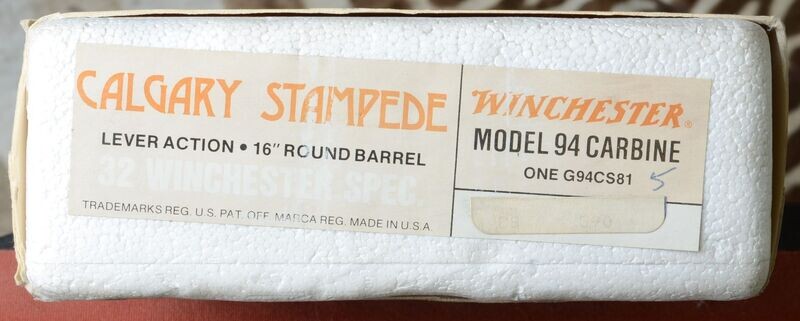 CALGARY STAMPEDE
LEVER ACTION • 16" ROUND BARREL
32 WINCHESTER SPEC.
TRADEMARKS REG. U.S. PAT. OFF. MARCA REG. MADE IN U.S.A.
WINCHESTER®
MODEL 94 CARBINE
ONE G94CS81 5